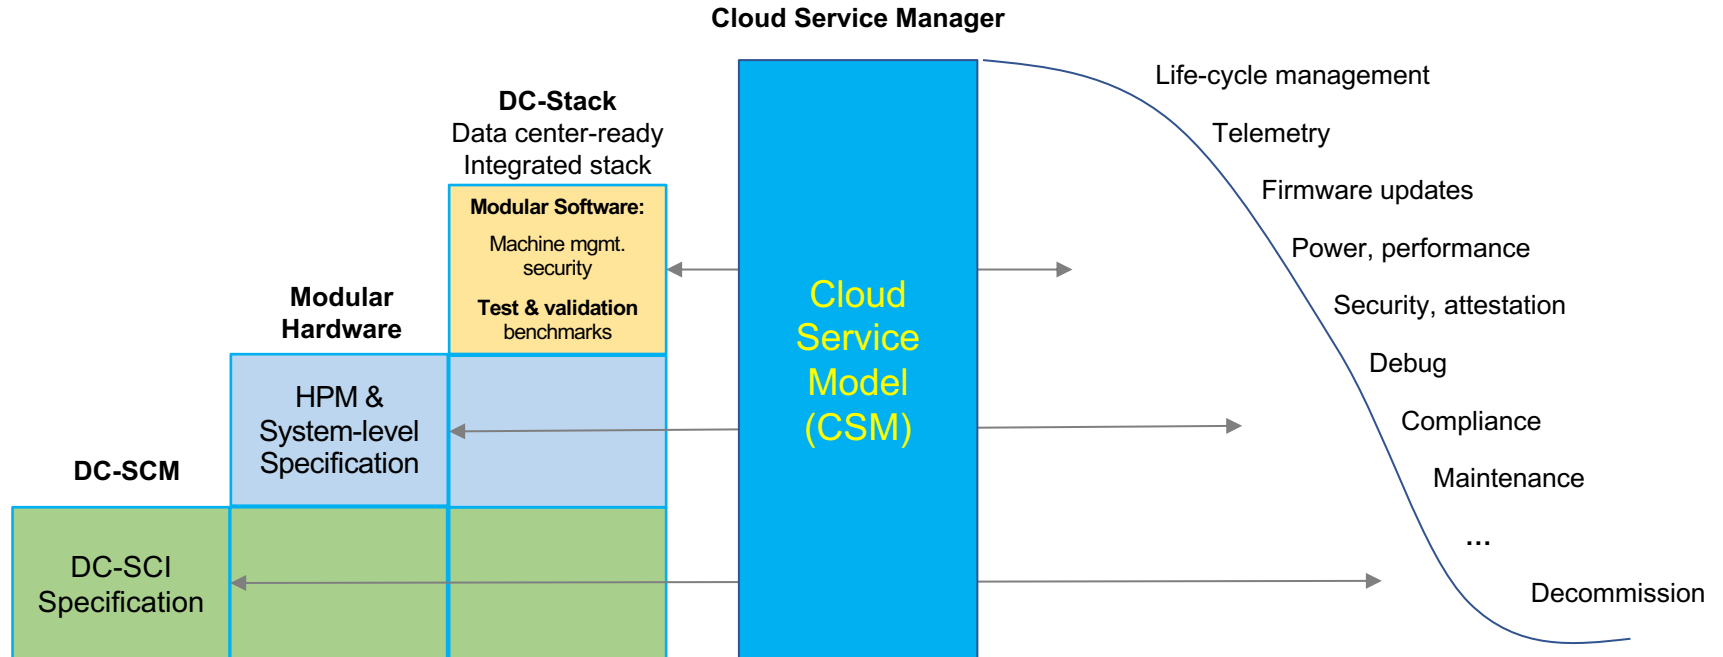 Cloud Service Manager
DC-Stack
Data center-ready
Integrated stack
Modular Software:
Machine mgmt.
security
Test & validation
benchmarks
Modular
Hardware
HPM &
System-level
Specification
DC-SCM
DC-SCI
Specification
Cloud
Service
Model
(CSM)
Life-cycle management
Telemetry
Firmware updates
Power, performance
Security, attestation
Debug
Compliance
Maintenance
...
Decommission